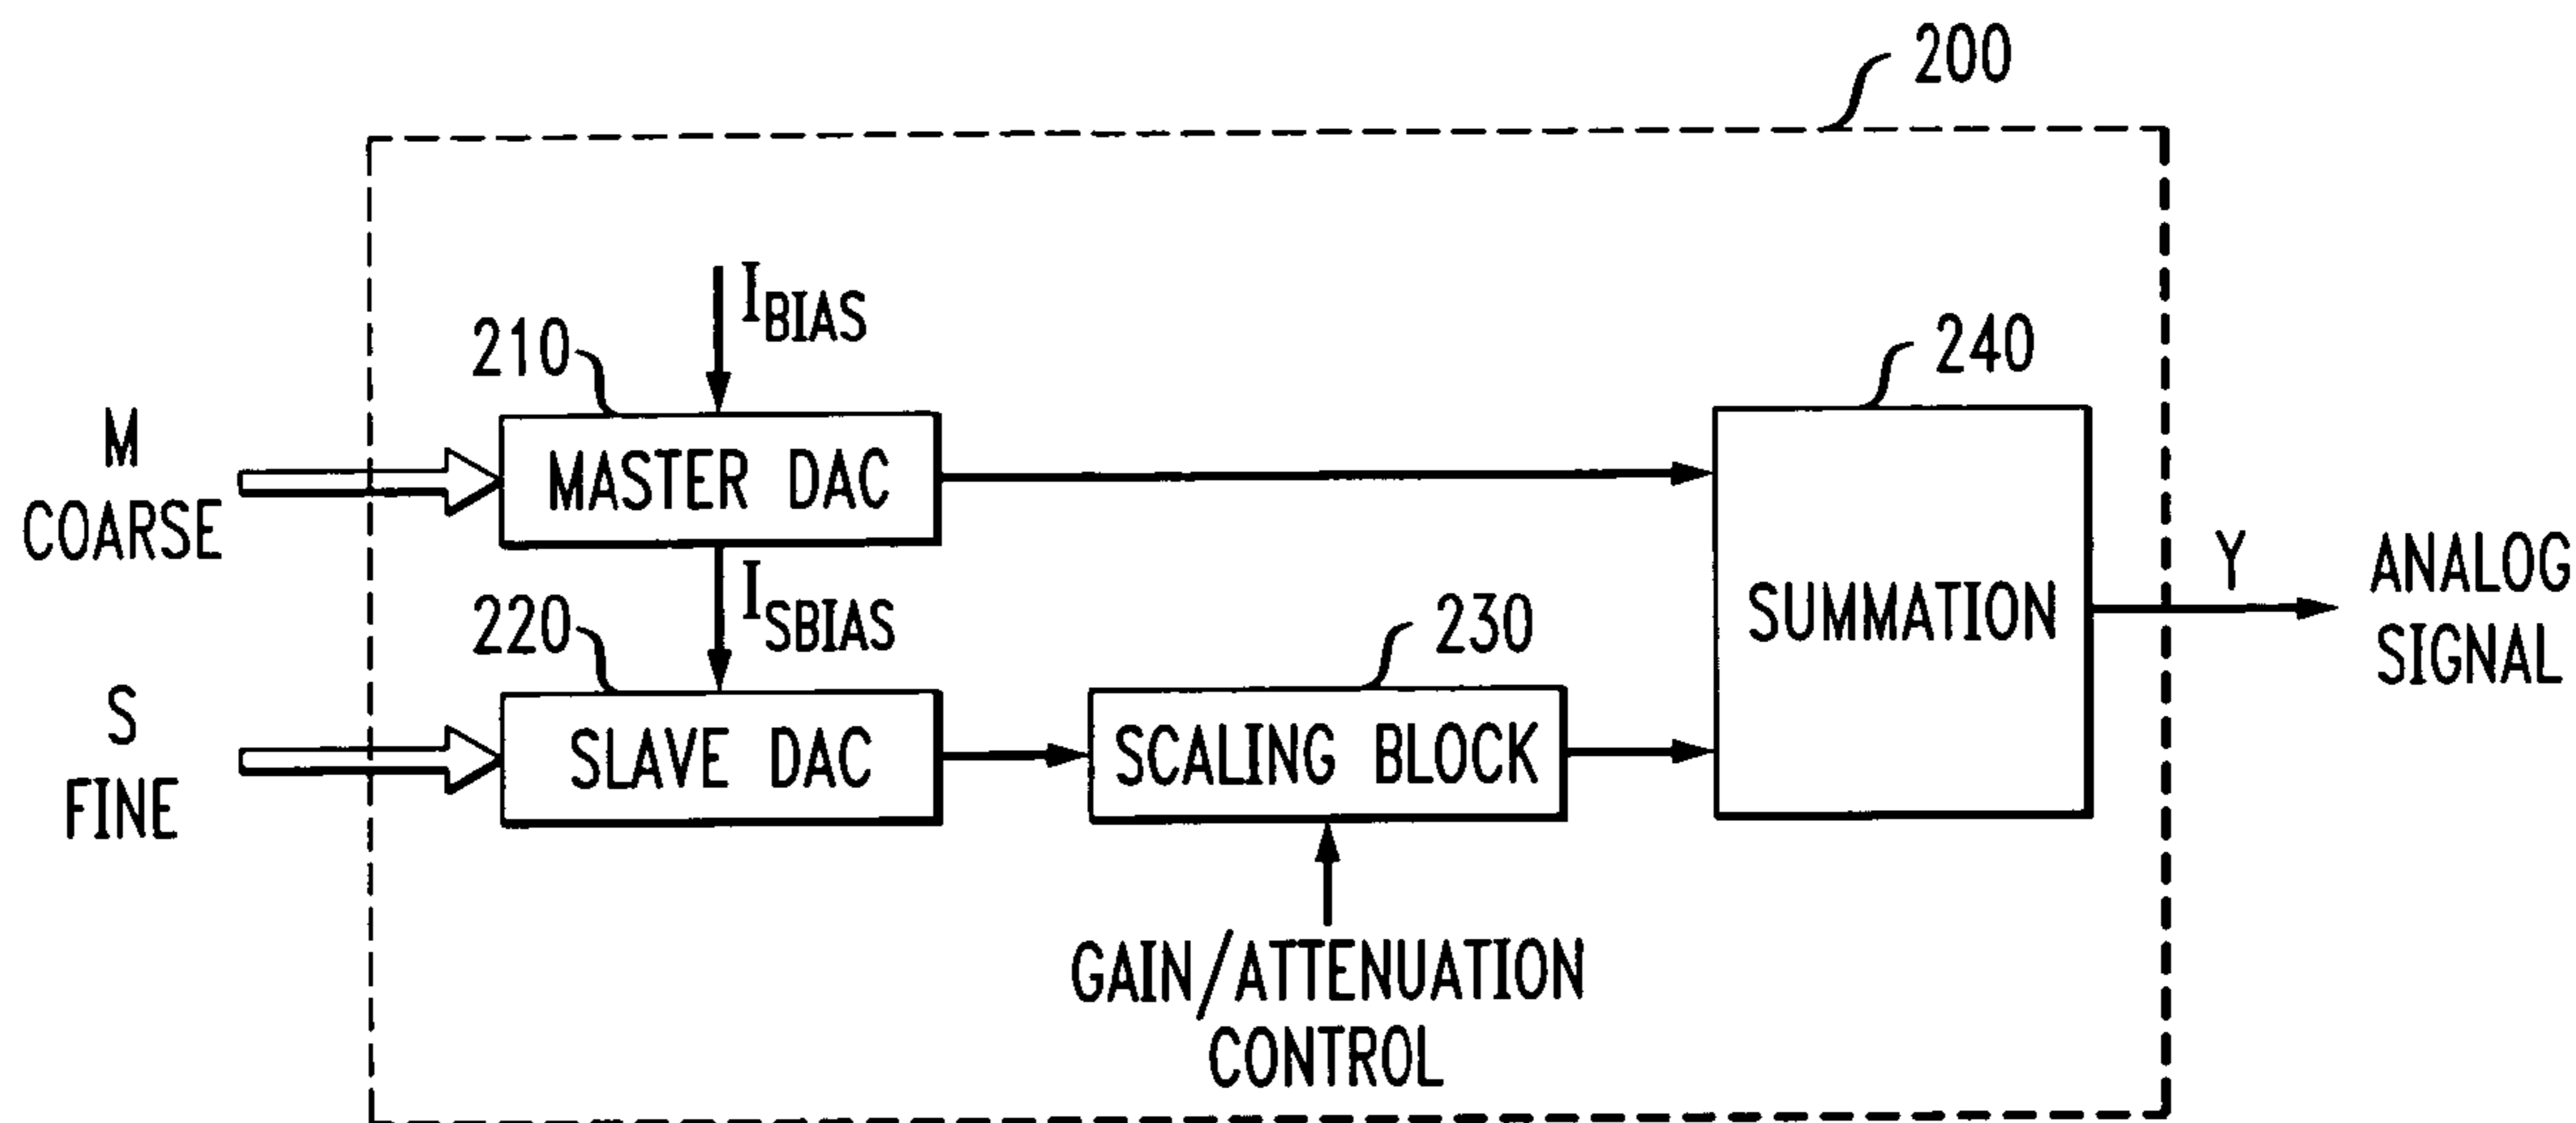 200
I_BIAS
210
240
M
COARSE
MASTER DAC
I_SBIAS
220
230
SUMMATION
Y
ANALOG
SIGNAL
S
FINE
SLAVE DAC
SCALING BLOCK
GAIN/ATTENUATION
CONTROL